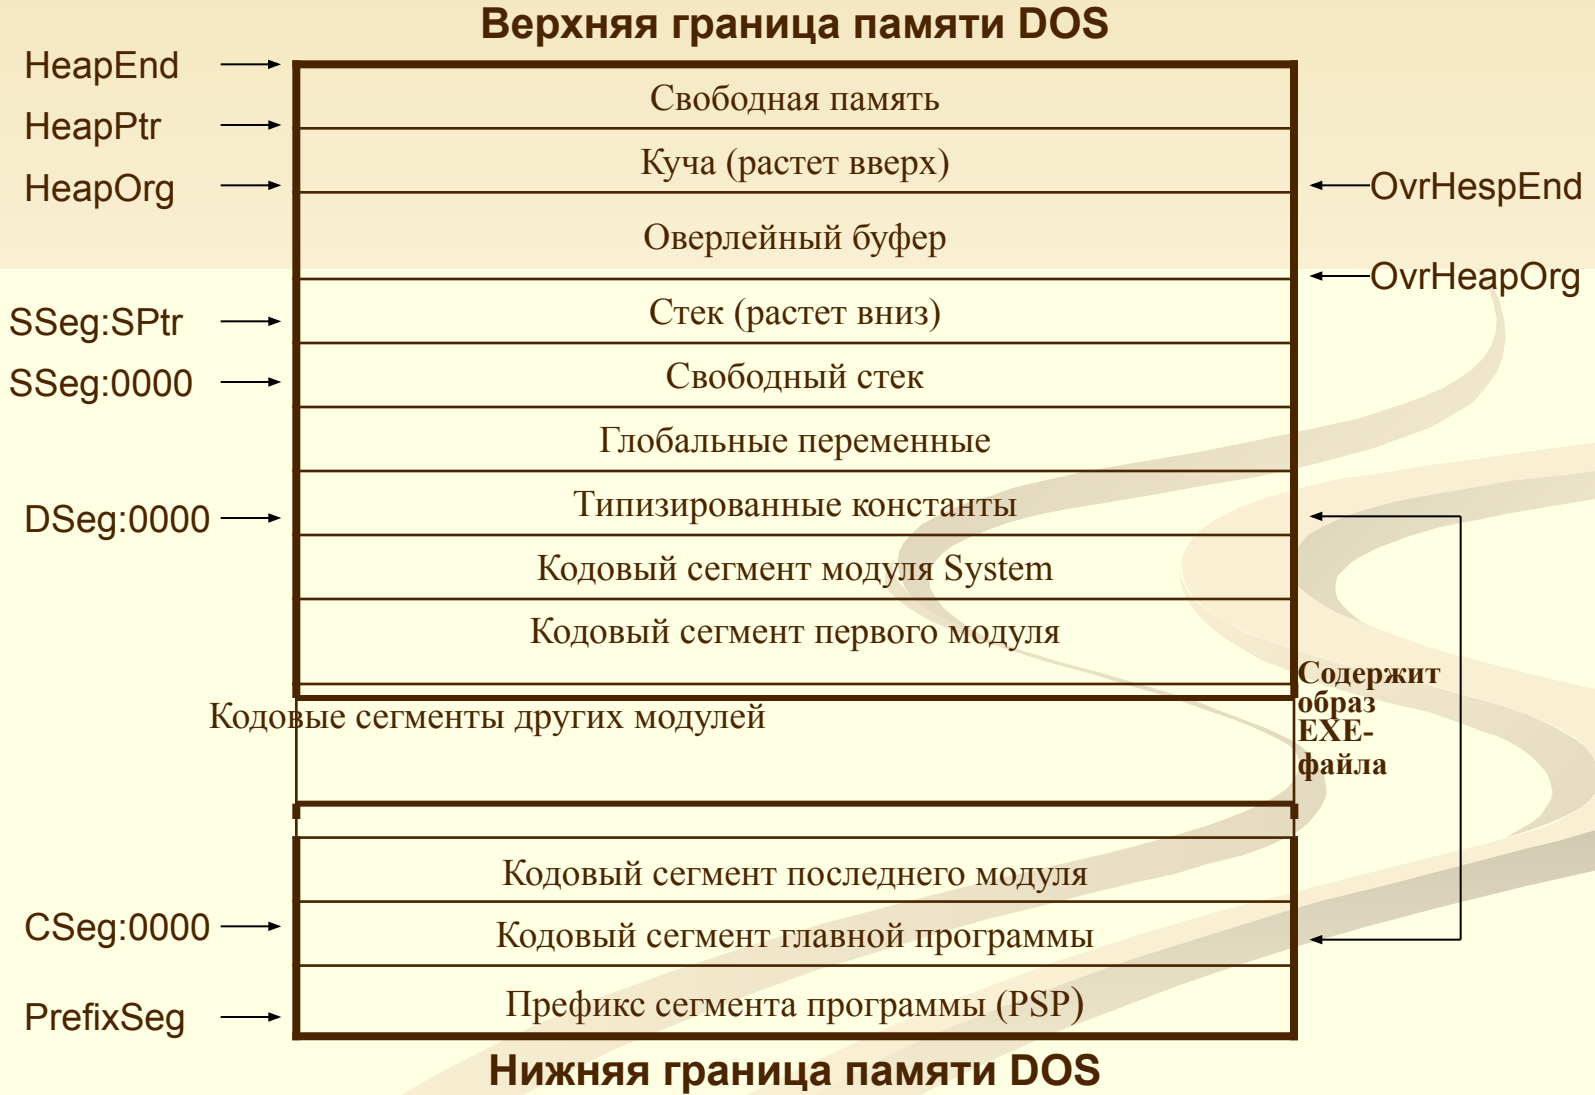 Верхняя граница памяти DOS
HeapEnd
Свободная память
HeapPtr
Куча (растет вверх)
HeapOrg
OvrHespEnd
Оверлейный буфер
OvrHeapOrg
SSeg:SPtr
Стек (растет вниз)
SSeg:0000
Свободный стек
Глобальные переменные
DSeg:0000
Типизированные константы
Кодовый сегмент модуля System
Кодовый сегмент первого модуля
Кодовые сегменты других модулей
Содержит
образ
EXE-
файла
Кодовый сегмент последнего модуля
CSeg:0000
Кодовый сегмент главной программы
PrefixSeg
Префикс сегмента программы (PSP)
Нижняя граница памяти DOS